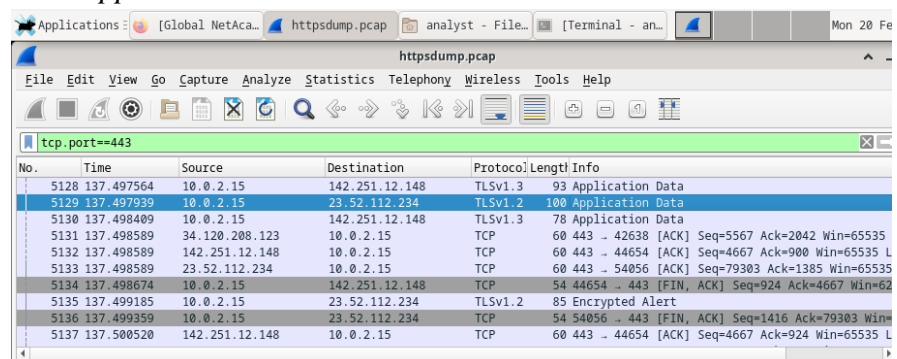 Applications [Global NetAca… httpsdump.pcap analyst - File… [Terminal - an… Mon 20 Fe
httpsdump.pcap
File Edit View Go Capture Analyze Statistics Telephony Wireless Tools Help
tcp.port==443
No. Time Source Destination Protocol Length Info
5128 137.497564 10.0.2.15 142.251.12.148 TLSv1.3 93 Application Data
5129 137.497939 10.0.2.15 23.52.112.234 TLSv1.2 100 Application Data
5130 137.498409 10.0.2.15 142.251.12.148 TLSv1.3 78 Application Data
5131 137.498589 34.120.208.123 10.0.2.15 TCP 60 443 → 42638 [ACK] Seq=5567 Ack=2042 Win=65535
5132 137.498589 142.251.12.148 10.0.2.15 TCP 60 443 → 44654 [ACK] Seq=4667 Ack=900 Win=65535 L
5133 137.498589 23.52.112.234 10.0.2.15 TCP 60 443 → 54056 [ACK] Seq=79303 Ack=1385 Win=65535
5134 137.498674 10.0.2.15 142.251.12.148 TCP 54 44654 → 443 [FIN, ACK] Seq=924 Ack=4667 Win=62
5135 137.499185 10.0.2.15 23.52.112.234 TLSv1.2 85 Encrypted Alert
5136 137.499359 10.0.2.15 23.52.112.234 TCP 54 54056 → 443 [FIN, ACK] Seq=1416 Ack=79303 Win=
5137 137.500520 142.251.12.148 10.0.2.15 TCP 60 443 → 44654 [ACK] Seq=4667 Ack=924 Win=65535 L